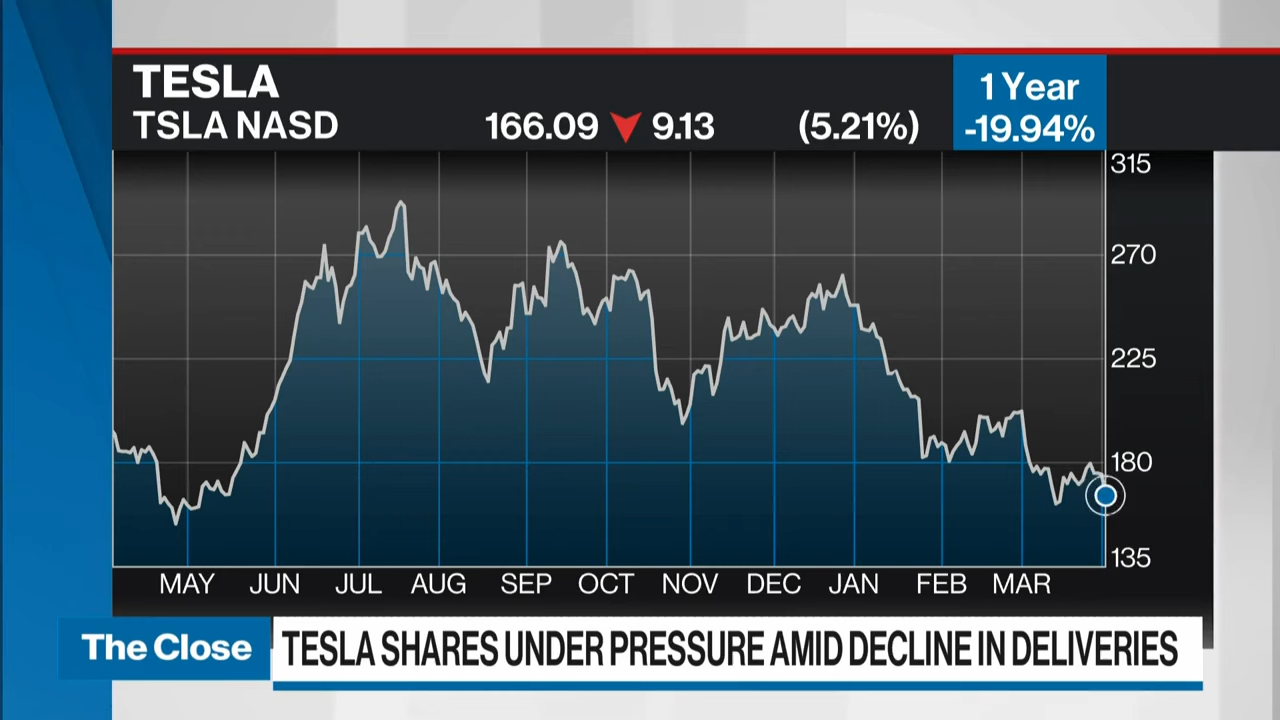 TESLA
TSLA NASD 166.09 ▼ 9.13 (5.21%)
1 Year
-19.94%
315
270
225
180
135
MAY JUN JUL AUG SEP OCT NOV DEC JAN FEB MAR
The Close
TESLA SHARES UNDER PRESSURE AMID DECLINE IN DELIVERIES